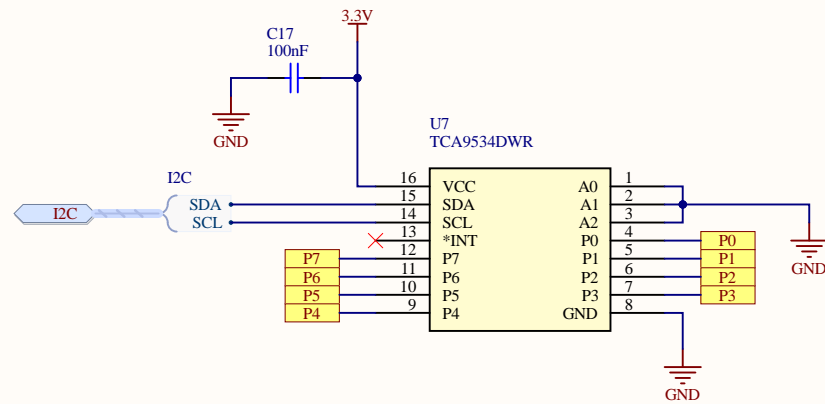 3.3V
C17
100nF
GND
U7
TCA9534DWR
I2C
I2C
SDA
SCL
16 VCC A0 1
15 SDA A1 2
14 SCL A2 3
13 *INT P0 4 P0
P7 12 P7 P1 5 P1
P6 11 P6 P2 6 P2
P5 10 P5 P3 7 P3
P4 9 P4 GND 8
GND
GND